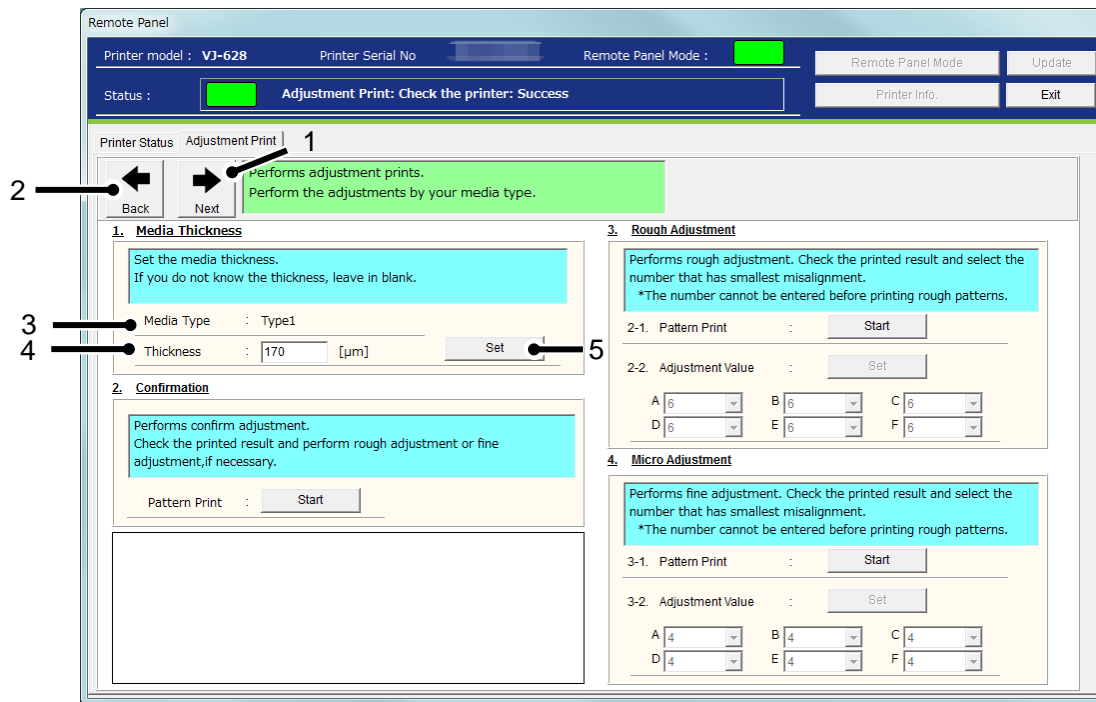 Remote Panel
Printer model : VJ-628 Printer Serial No Remote Panel Mode : Remote Panel Mode Update
Status : Adjustment Print: Check the printer: Success Printer Info. Exit
Printer Status Adjustment Print 1
2 Back Next Performs adjustment prints.
Perform the adjustments by your media type.
1. Media Thickness
Set the media thickness.
If you do not know the thickness, leave in blank.
3 Media Type : Type1
4 Thickness : 170 [µm] Set 5
2. Confirmation
Performs confirm adjustment.
Check the printed result and perform rough adjustment or fine
adjustment,if necessary.
Pattern Print : Start
3. Rough Adjustment
Performs rough adjustment. Check the printed result and select the
number that has smallest misalignment.
*The number cannot be entered before printing rough patterns.
2-1. Pattern Print : Start
2-2. Adjustment Value : Set
A 6 B 6 C 6
D 6 E 6 F 6
4. Micro Adjustment
Performs fine adjustment. Check the printed result and select the
number that has smallest misalignment.
*The number cannot be entered before printing rough patterns.
3-1. Pattern Print : Start
3-2. Adjustment Value : Set
A 4 B 4 C 4
D 4 E 4 F 4